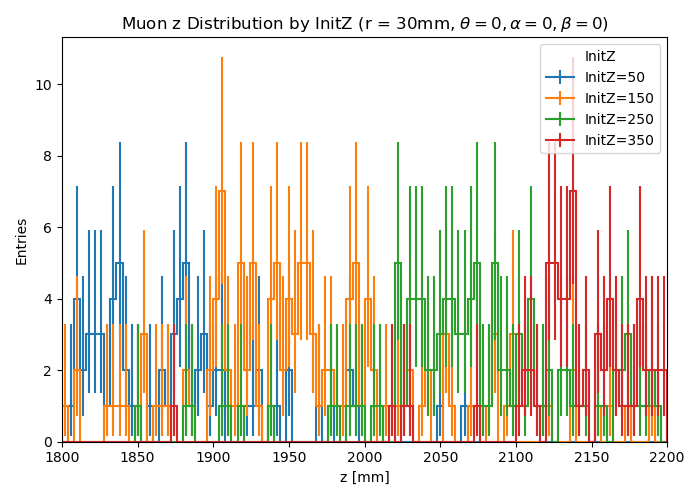 Muon z Distribution by InitZ (r = 30mm, θ = 0, α = 0, β = 0)
Entries
10
8
6
4
2
0
InitZ
InitZ=50
InitZ=150
InitZ=250
InitZ=350
1800 1850 1900 1950 2000 2050 2100 2150 2200
z [mm]